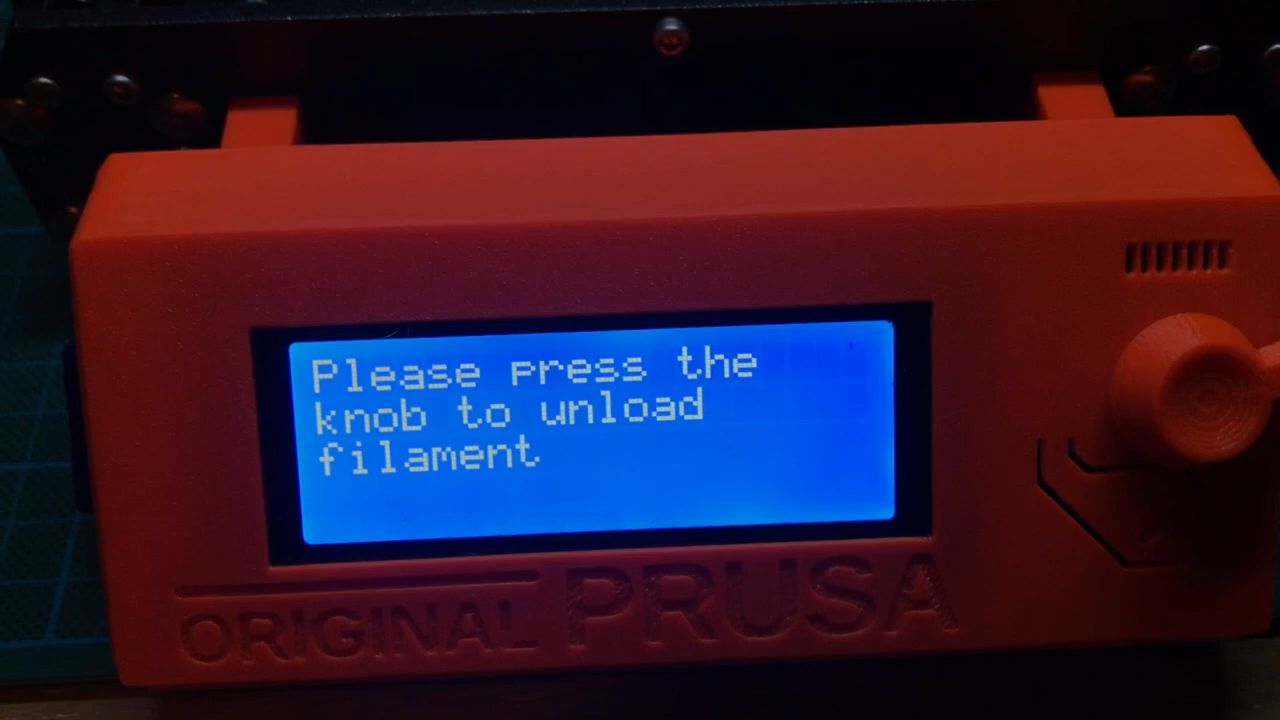 Please press the
knob to unload
filament
ORIGINAL PRUSA